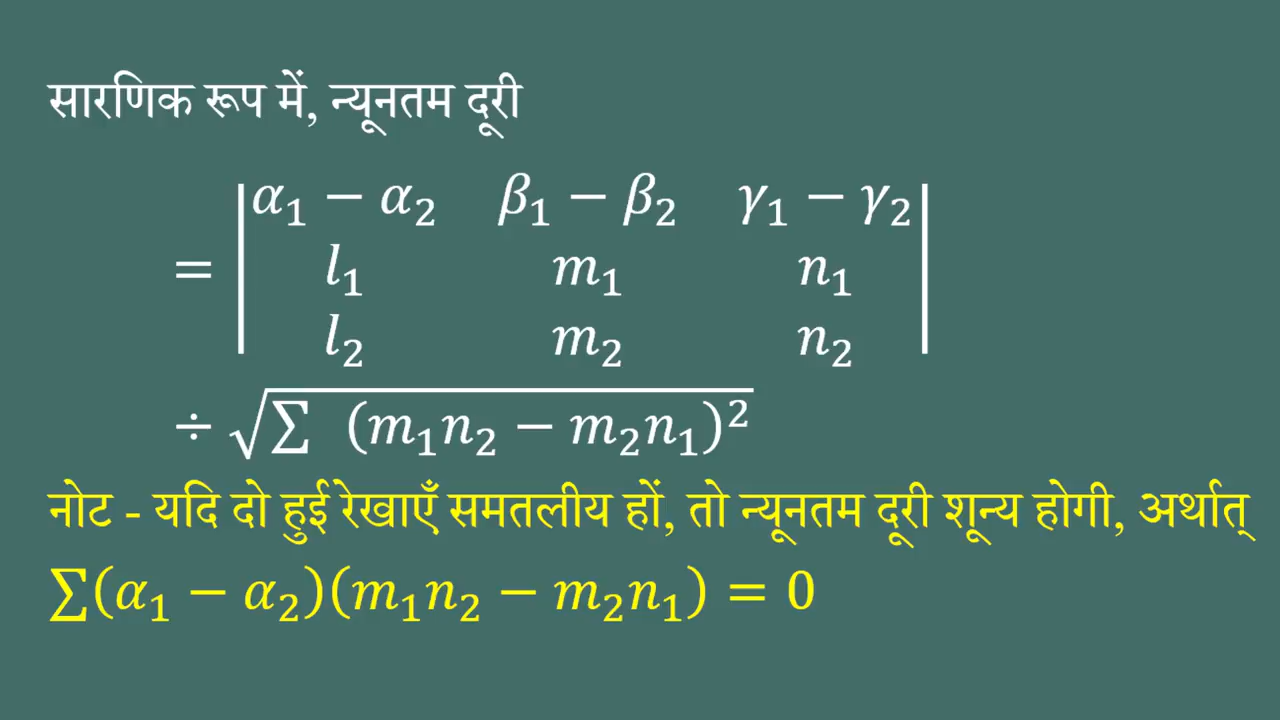 सारणिक रूप में, न्यूनतम दूरी
= | α₁ − α₂ β₁ − β₂ γ₁ − γ₂ |
| l₁ m₁ n₁ |
| l₂ m₂ n₂ |
÷ √(∑ (m₁n₂ − m₂n₁)²)
नोट - यदि दो हुई रेखाएँ समतलीय हों, तो न्यूनतम दूरी शून्य होगी, अर्थात्
∑(α₁ − α₂)(m₁n₂ − m₂n₁) = 0